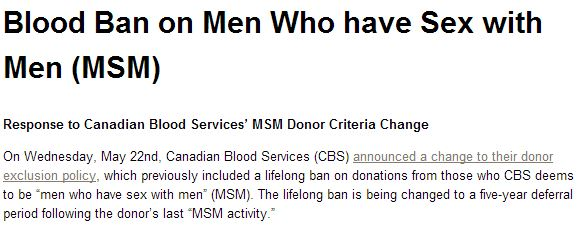 Blood Ban on Men Who have Sex with
Men (MSM)
Response to Canadian Blood Services’ MSM Donor Criteria Change
On Wednesday, May 22nd, Canadian Blood Services (CBS) announced a change to their donor
exclusion policy, which previously included a lifelong ban on donations from those who CBS deems
to be “men who have sex with men” (MSM). The lifelong ban is being changed to a five-year deferral
period following the donor’s last “MSM activity.”